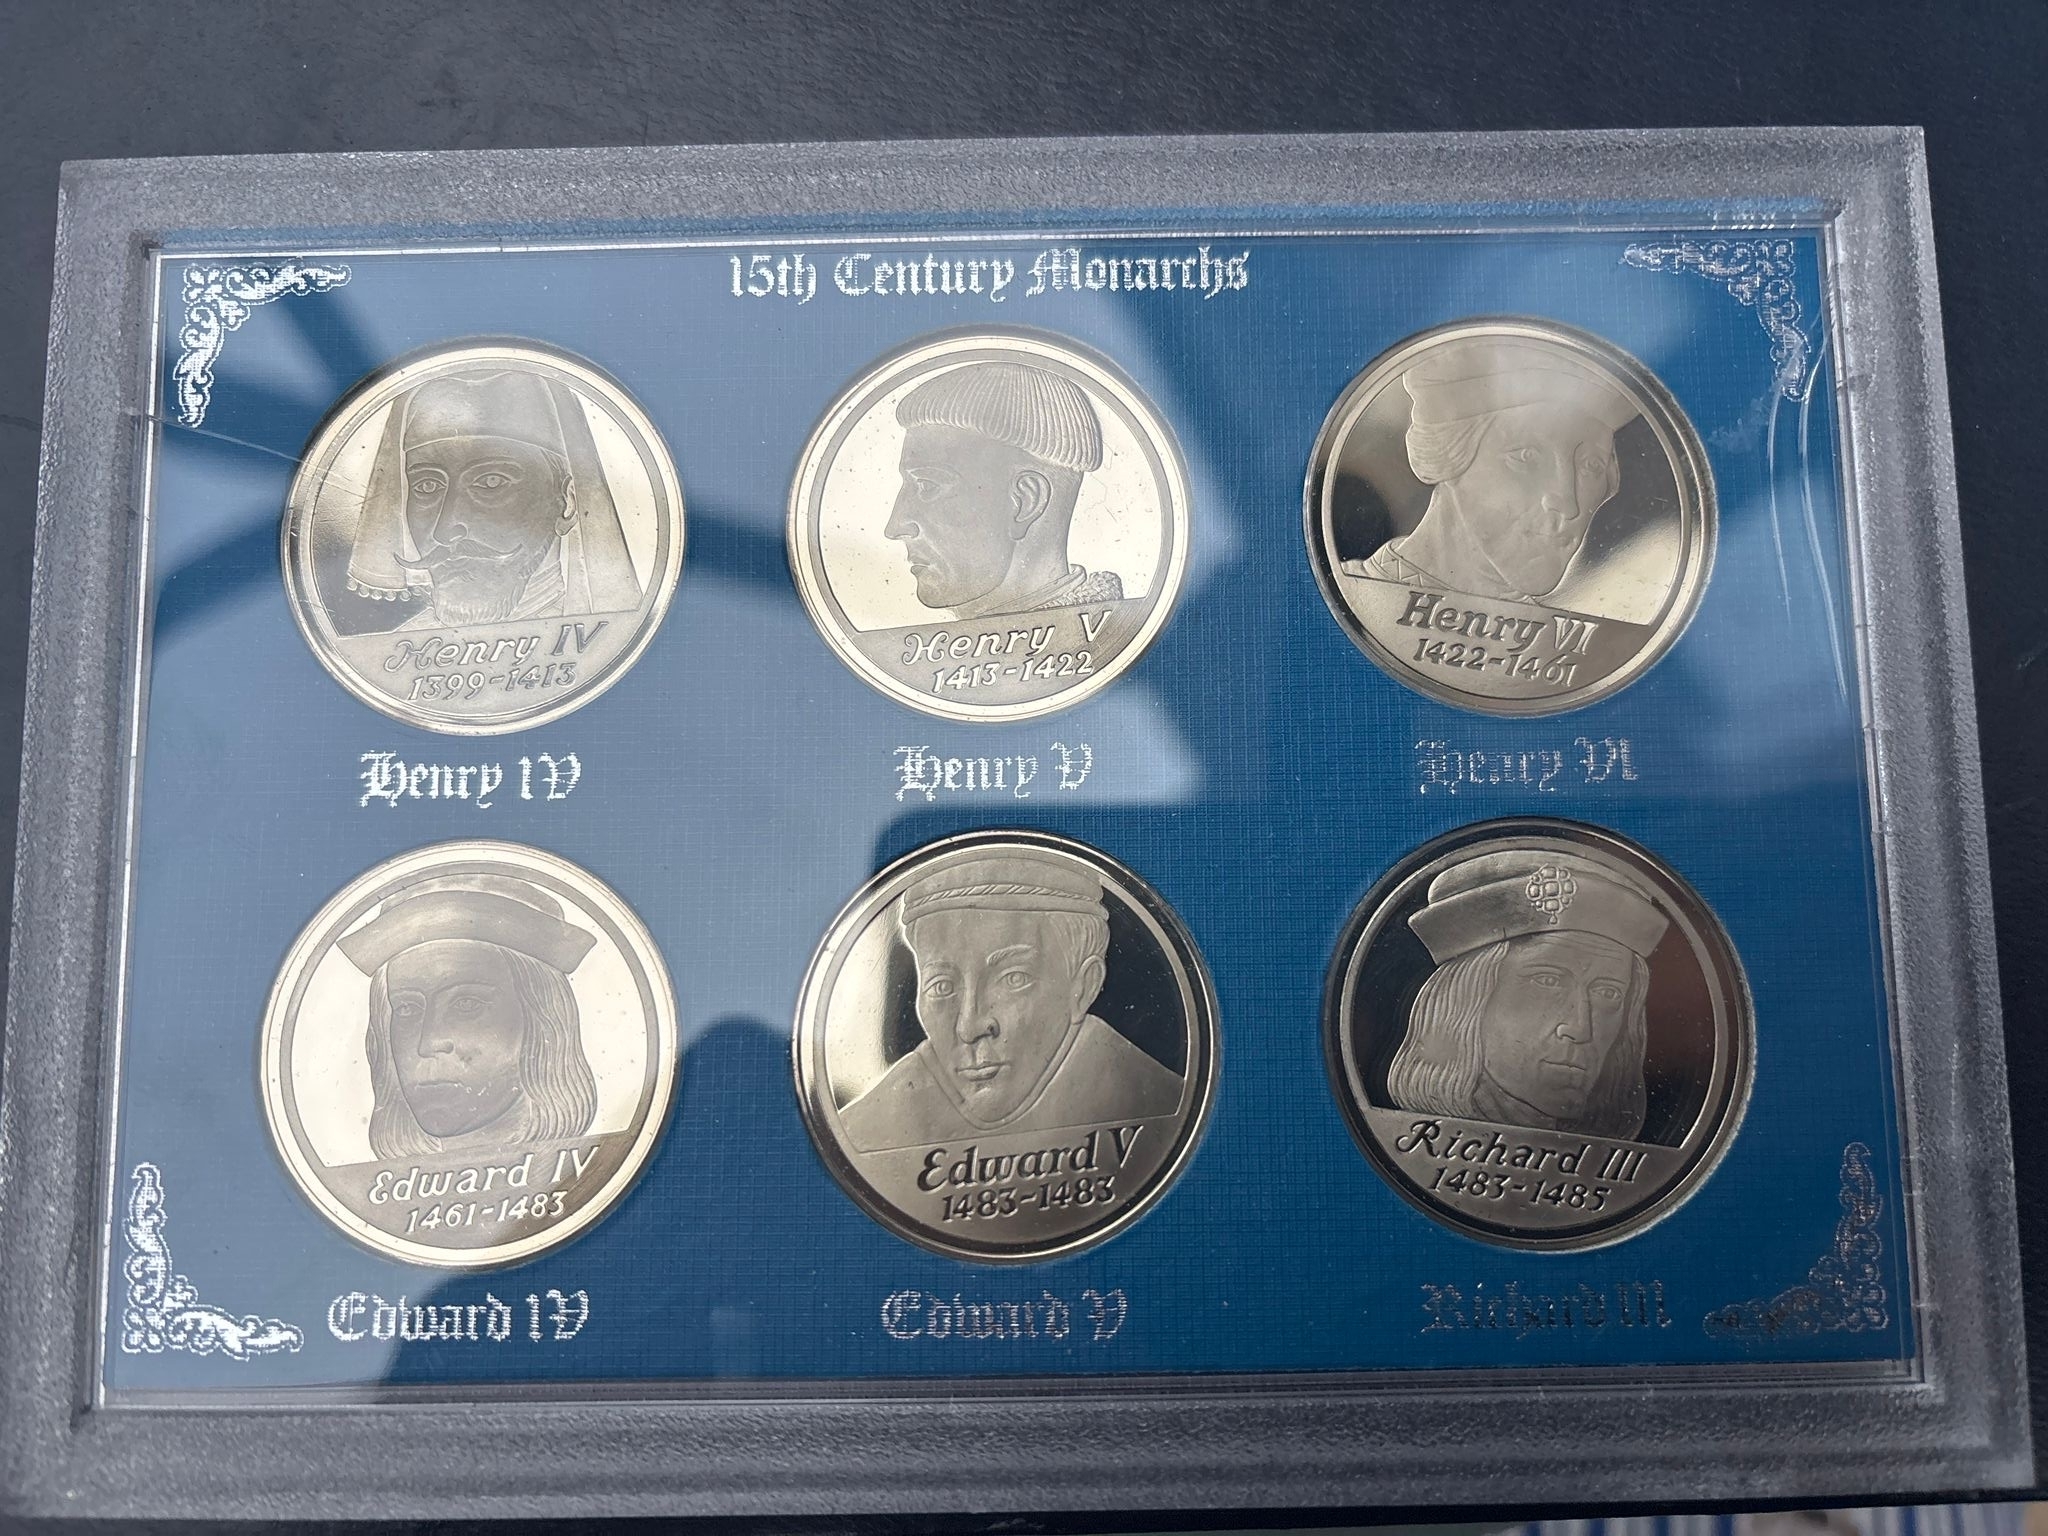 15th Century Monarchs
Henry IV
1399-1413
Henry V
1413-1422
Henry VI
1422-1461
Henry IV
Henry V
Henry VI
Edward IV
1461-1483
Edward V
1483-1483
Richard III
1483-1485
Edward IV
Edward V
Richard III